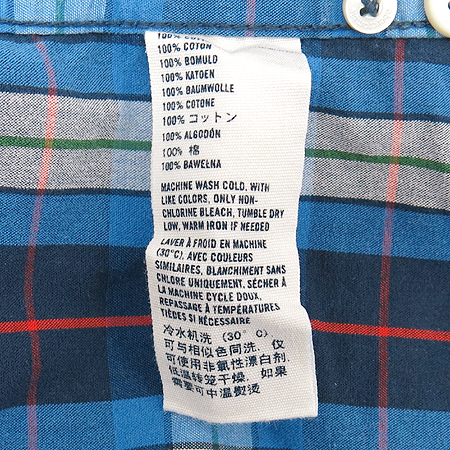 100% COTON
100% BOMULD
100% KATOEN
100% BAUMWOLLE
100% COTONE
100% コットン
100% ALGODÓN
100% 棉
100% BAWEŁNA
MACHINE WASH COLD, WITH
LIKE COLORS, ONLY NON-
CHLORINE BLEACH, TUMBLE DRY
LOW, WARM IRON IF NEEDED
LAVER À FROID EN MACHINE
(30°C), AVEC COULEURS
SIMILAIRES, BLANCHIMENT SANS
CHLORE UNIQUEMENT, SÉCHER À
LA MACHINE CYCLE DOUX,
REPASSAGE À TEMPÉRATURES
TIÈDES SI NÉCESSAIRE
冷水机洗 (30°C)
可与相似色同洗, 仅
可使用非氧性漂白剂,
低温转笼干燥, 如果
需要可中温熨烫